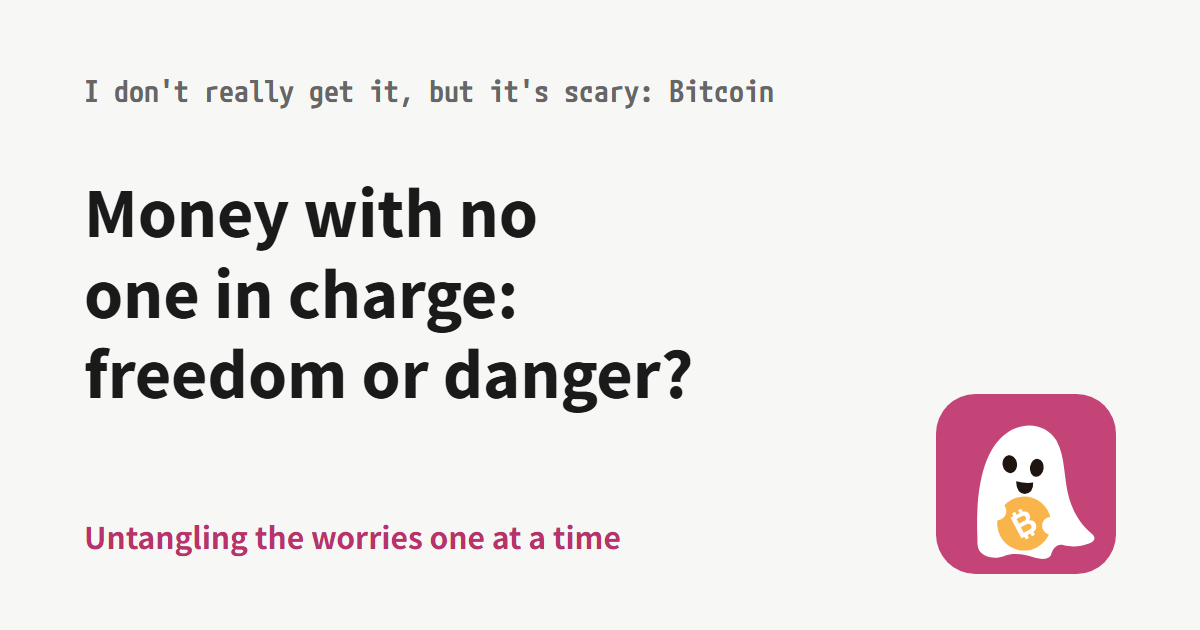 I don't really get it, but it's scary: Bitcoin
Money with no
one in charge:
freedom or danger?
Untangling the worries one at a time